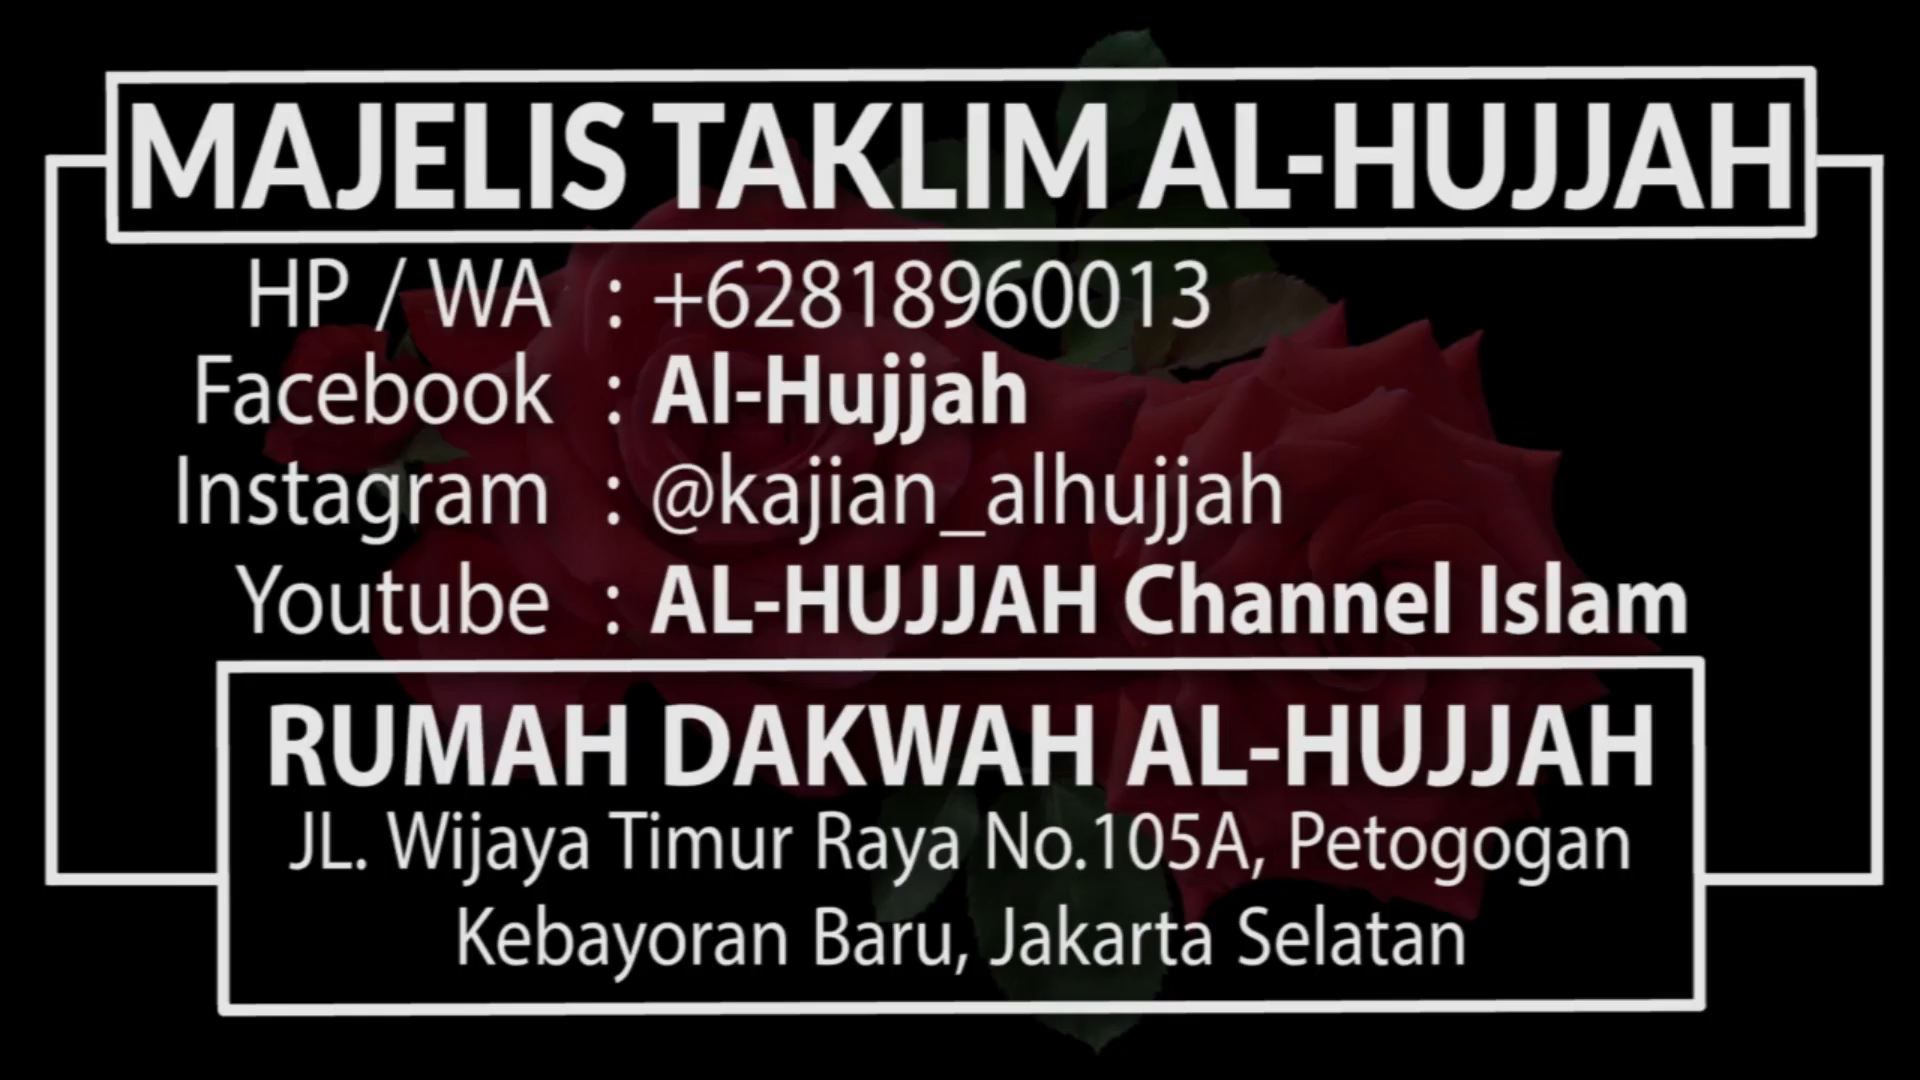 MAJELIS TAKLIM AL-HUJJAH
HP / WA : +62818960013
Facebook : Al-Hujjah
Instagram : @kajian_alhujjah
Youtube : AL-HUJJAH Channel Islam
RUMAH DAKWAH AL-HUJJAH
JL. Wijaya Timur Raya No.105A, Petogogan
Kebayoran Baru, Jakarta Selatan